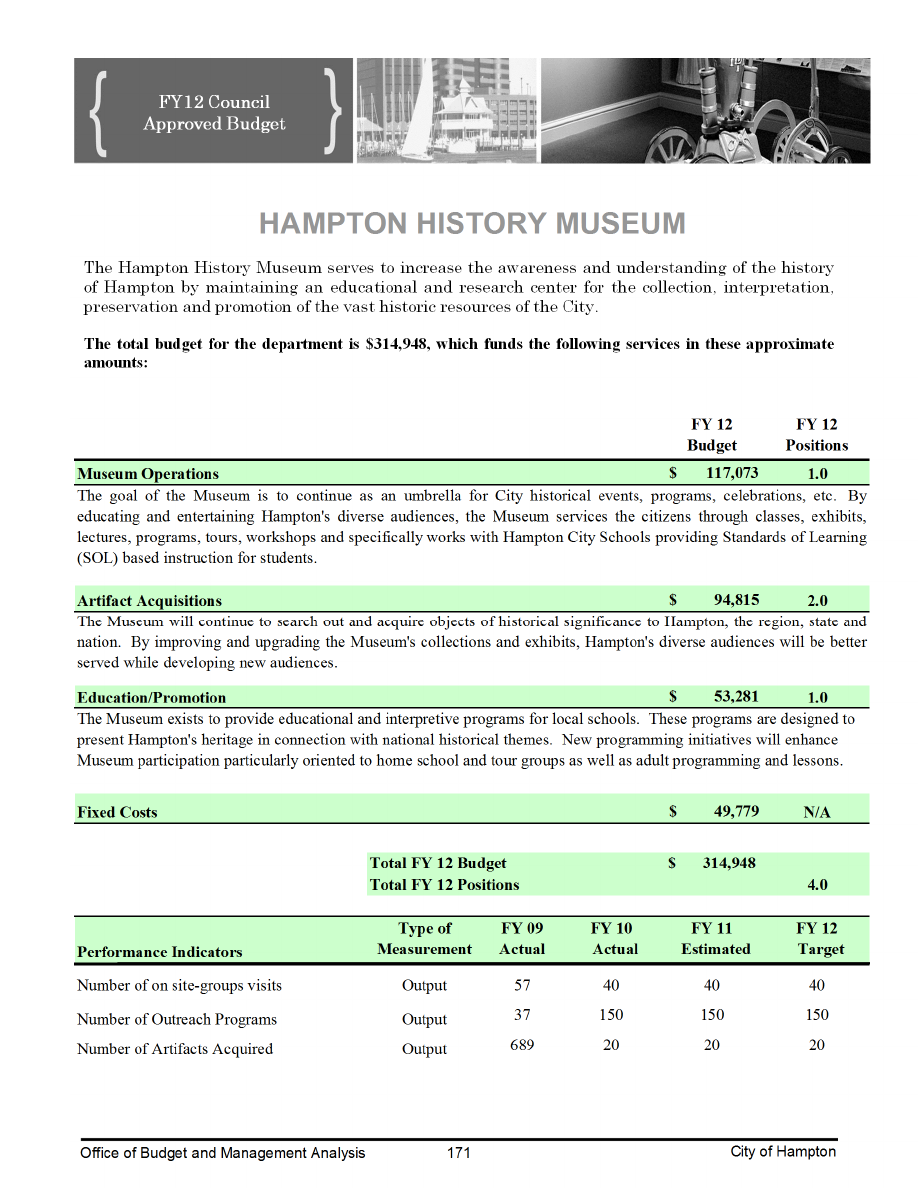 FY12 Council
Approved Budget
HAMPTON HISTORY MUSEUM
The Hampton History Museum serves to increase the awareness and understanding of the history
of Hampton by maintaining an educational and research center for the collection, interpretation,
preservation and promotion of the vast historic resources of the City.
The total budget for the department is $314,948, which funds the following services in these approximate
amounts:
FY 12 FY 12
Budget Positions
Museum Operations $ 117,073 1.0
The goal of the Museum is to continue as an umbrella for City historical events, programs, celebrations, etc. By
educating and entertaining Hampton's diverse audiences, the Museum services the citizens through classes, exhibits,
lectures, programs, tours, workshops and specifically works with Hampton City Schools providing Standards of Learning
(SOL) based instruction for students.
Artifact Acquisitions $ 94,815 2.0
The Museum will continue to search out and acquire objects of historical significance to Hampton, the region, state and
nation. By improving and upgrading the Museum's collections and exhibits, Hampton's diverse audiences will be better
served while developing new audiences.
Education/Promotion $ 53,281 1.0
The Museum exists to provide educational and interpretive programs for local schools. These programs are designed to
present Hampton's heritage in connection with national historical themes. New programming initiatives will enhance
Museum participation particularly oriented to home school and tour groups as well as adult programming and lessons.
Fixed Costs $ 49,779 N/A
Total FY 12 Budget $ 314,948
Total FY 12 Positions 4.0
Type of FY 09 FY 10 FY 11 FY 12
Performance Indicators Measurement Actual Actual Estimated Target
Number of on site-groups visits Output 57 40 40 40
Number of Outreach Programs Output 37 150 150 150
Number of Artifacts Acquired Output 689 20 20 20
Office of Budget and Management Analysis 171 City of Hampton